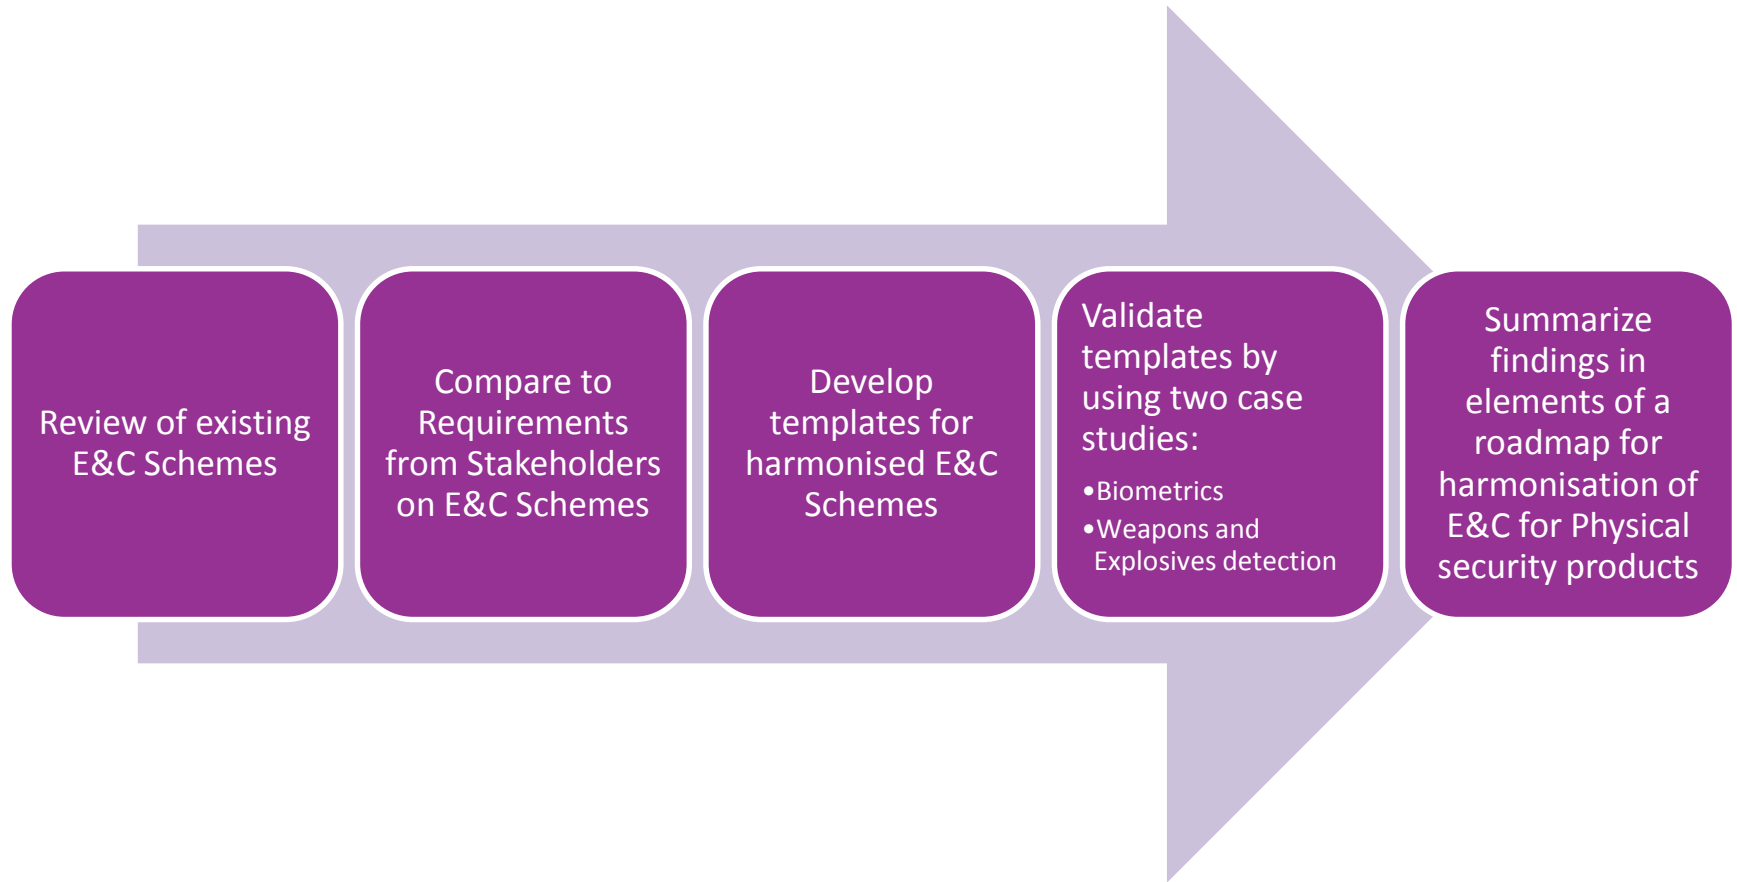 Review of existing
E&C Schemes
Compare to
Requirements
from Stakeholders
on E&C Schemes
Develop
templates for
harmonised E&C
Schemes
Validate
templates by
using two case
studies:
•Biometrics
•Weapons and
Explosives detection
Summarize
findings in
elements of a
roadmap for
harmonisation of
E&C for Physical
security products